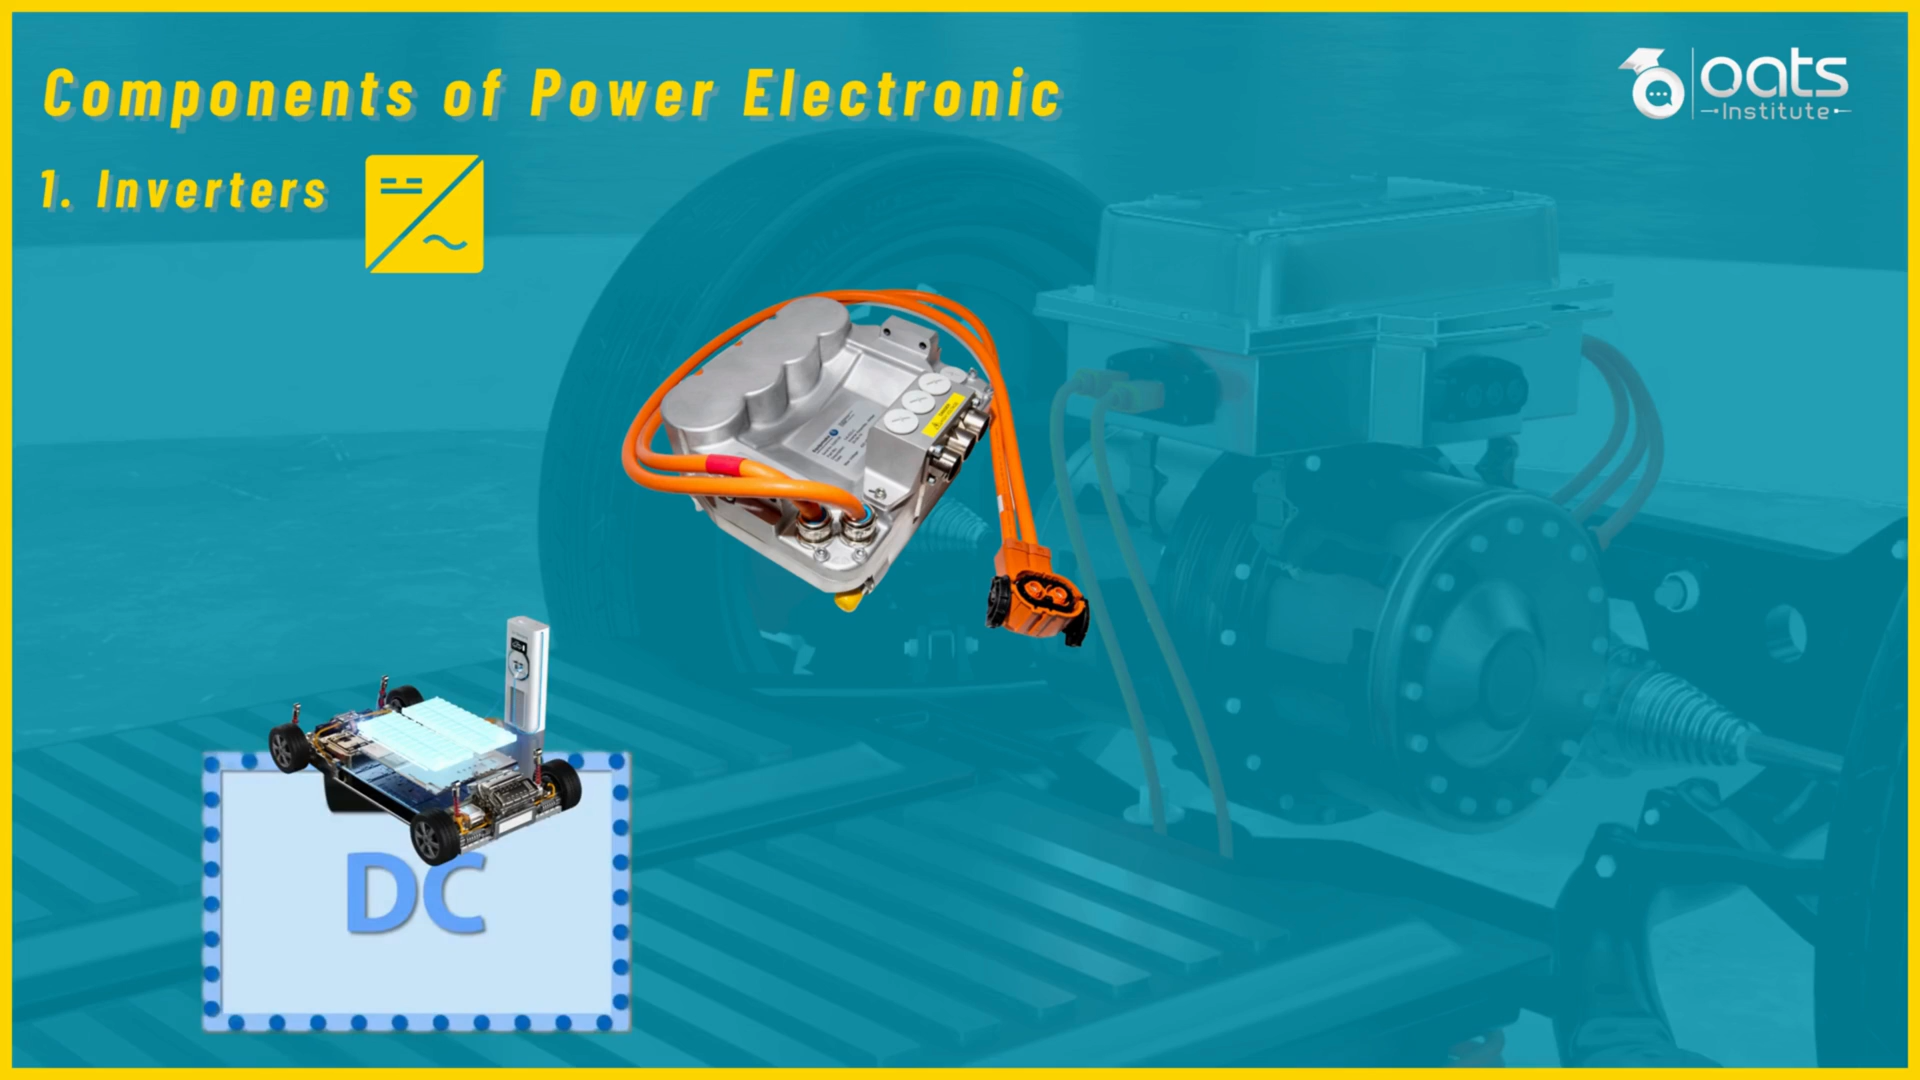 Components of Power Electronic
oats
Institute
1. Inverters
DC